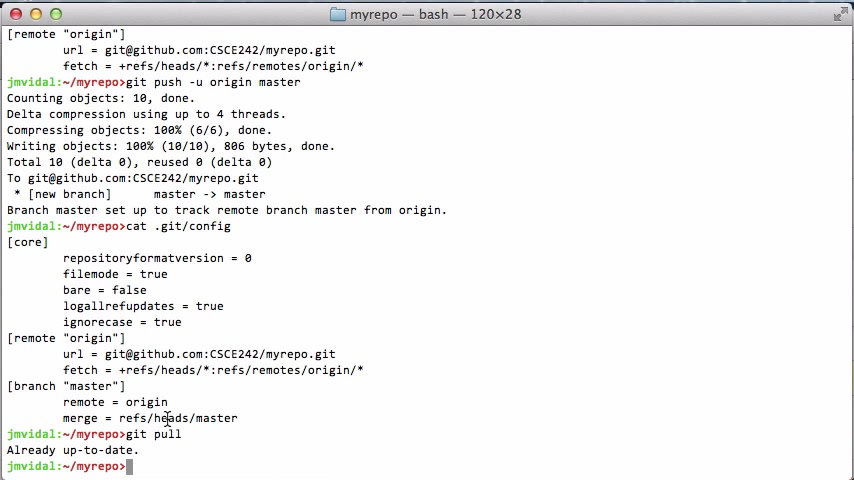 myrepo — bash — 120×28
[remote "origin"]
url = git@github.com:CSCE242/myrepo.git
fetch = +refs/heads/*:refs/remotes/origin/*
jmvidal:~/myrepo>git push -u origin master
Counting objects: 10, done.
Delta compression using up to 4 threads.
Compressing objects: 100% (6/6), done.
Writing objects: 100% (10/10), 806 bytes, done.
Total 10 (delta 0), reused 0 (delta 0)
To git@github.com:CSCE242/myrepo.git
* [new branch]      master -> master
Branch master set up to track remote branch master from origin.
jmvidal:~/myrepo>cat .git/config
[core]
repositoryformatversion = 0
filemode = true
bare = false
logallrefupdates = true
ignorecase = true
[remote "origin"]
url = git@github.com:CSCE242/myrepo.git
fetch = +refs/heads/*:refs/remotes/origin/*
[branch "master"]
remote = origin
merge = refs/heads/master
jmvidal:~/myrepo>git pull
Already up-to-date.
jmvidal:~/myrepo>